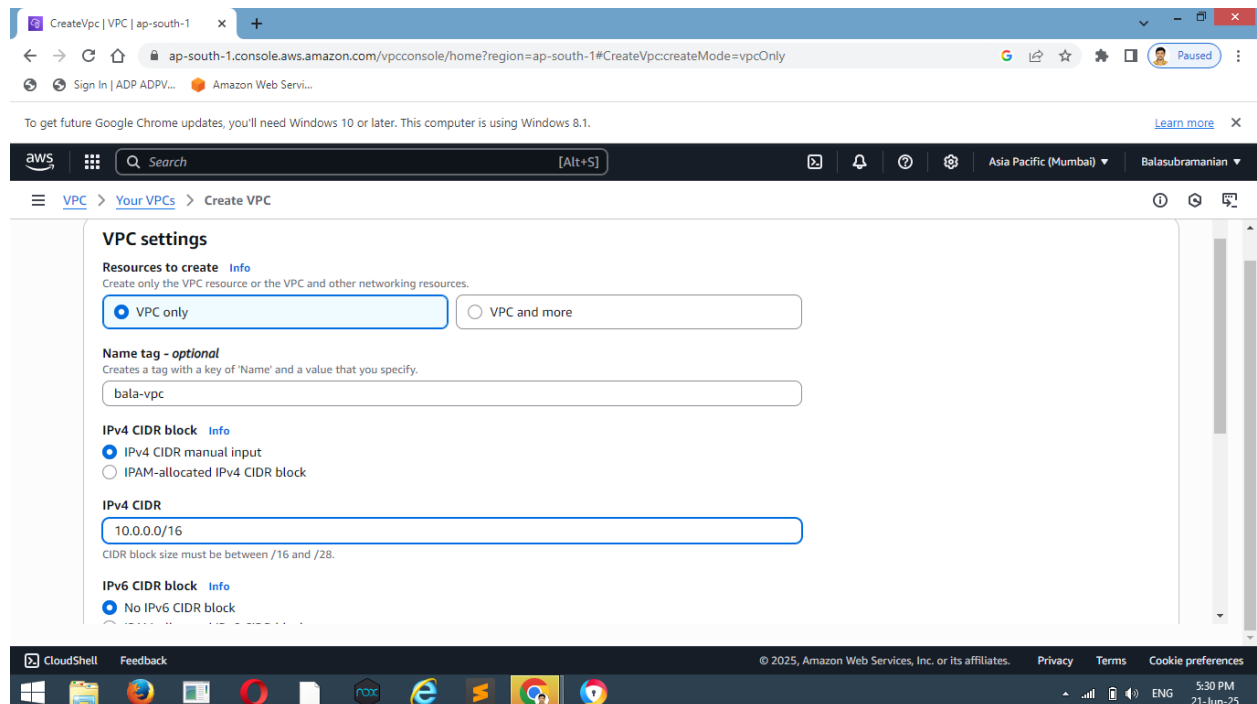 CreateVpc | VPC | ap-south-1
ap-south-1.console.aws.amazon.com/vpcconsole/home?region=ap-south-1#CreateVpc:createMode=vpcOnly
G
Paused
Sign In | ADP ADPV...
Amazon Web Servi...
To get future Google Chrome updates, you'll need Windows 10 or later. This computer is using Windows 8.1.
Learn more
aws
Search
[Alt+S]
Asia Pacific (Mumbai)
Balasubramanian
VPC > Your VPCs > Create VPC
VPC settings
Resources to create Info
Create only the VPC resource or the VPC and other networking resources.
VPC only
VPC and more
Name tag - optional
Creates a tag with a key of 'Name' and a value that you specify.
bala-vpc
IPv4 CIDR block Info
IPv4 CIDR manual input
IPAM-allocated IPv4 CIDR block
IPv4 CIDR
10.0.0.0/16
CIDR block size must be between /16 and /28.
IPv6 CIDR block Info
No IPv6 CIDR block
CloudShell
Feedback
© 2025, Amazon Web Services, Inc. or its affiliates.
Privacy
Terms
Cookie preferences
nox
ENG
5:30 PM
21-Jun-25